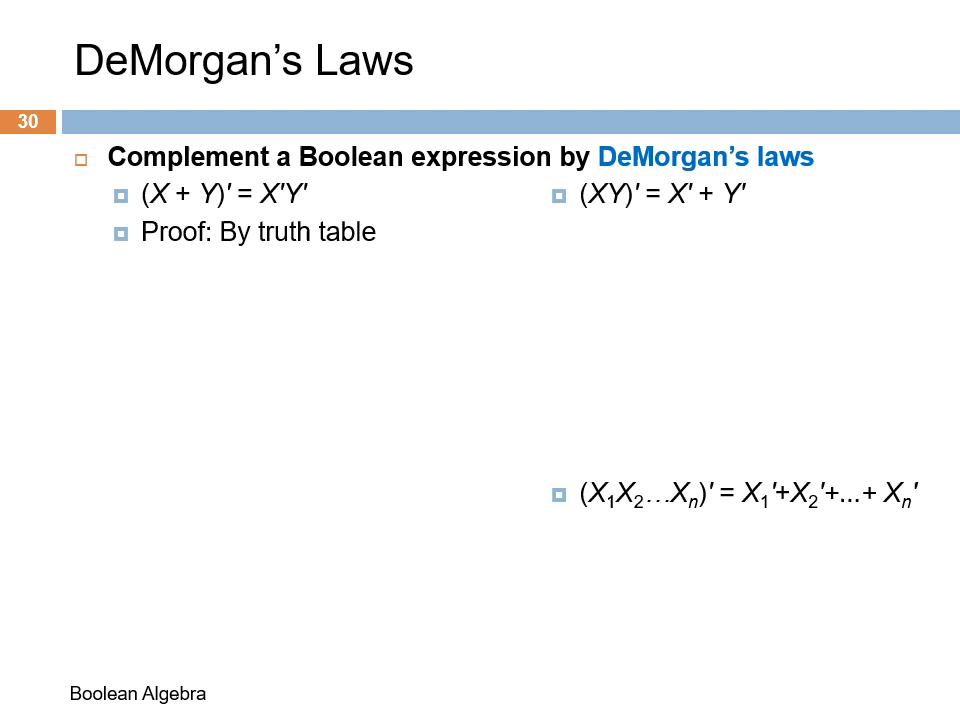 DeMorgan’s Laws
30
Complement a Boolean expression by DeMorgan’s laws
(X + Y)′ = X′Y′
(XY)′ = X′ + Y′
Proof: By truth table
(X₁X₂…Xₙ)′ = X₁′+X₂′+…+ Xₙ′
Boolean Algebra